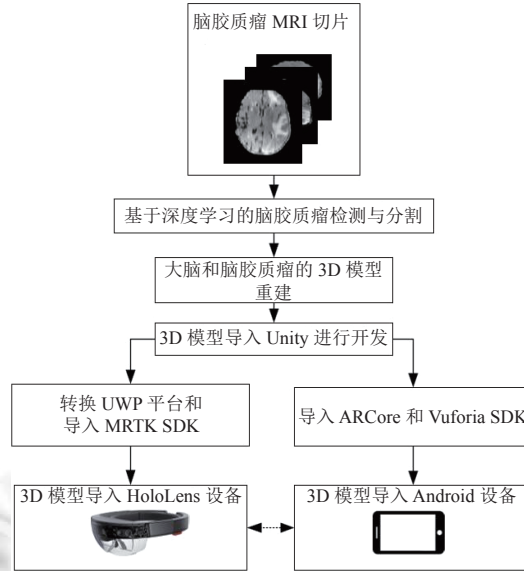 脑胶质瘤 MRI 切片
基于深度学习的脑胶质瘤检测与分割
大脑和脑胶质瘤的 3D 模型
重建
3D 模型导入 Unity 进行开发
转换 UWP 平台和
导入 MRTK SDK
导入 ARCore 和 Vuforia SDK
3D 模型导入 HoloLens 设备
3D 模型导入 Android 设备